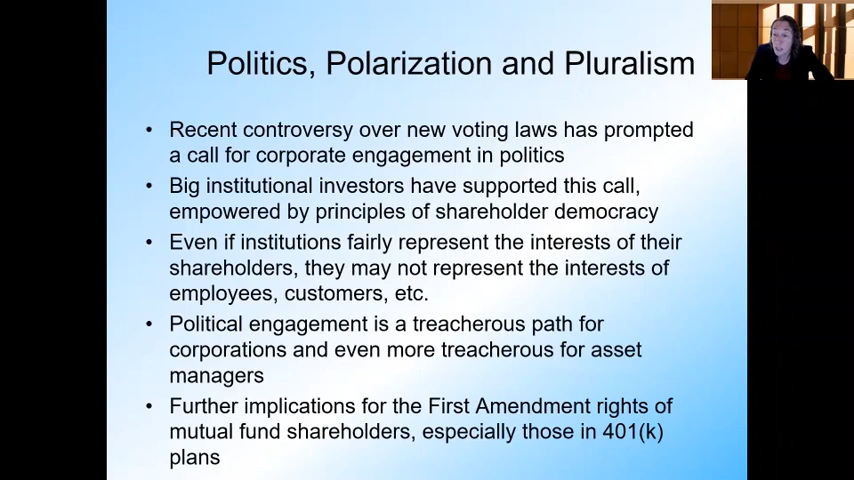 Politics, Polarization and Pluralism
• Recent controversy over new voting laws has prompted
a call for corporate engagement in politics
• Big institutional investors have supported this call,
empowered by principles of shareholder democracy
• Even if institutions fairly represent the interests of their
shareholders, they may not represent the interests of
employees, customers, etc.
• Political engagement is a treacherous path for
corporations and even more treacherous for asset
managers
• Further implications for the First Amendment rights of
mutual fund shareholders, especially those in 401(k)
plans